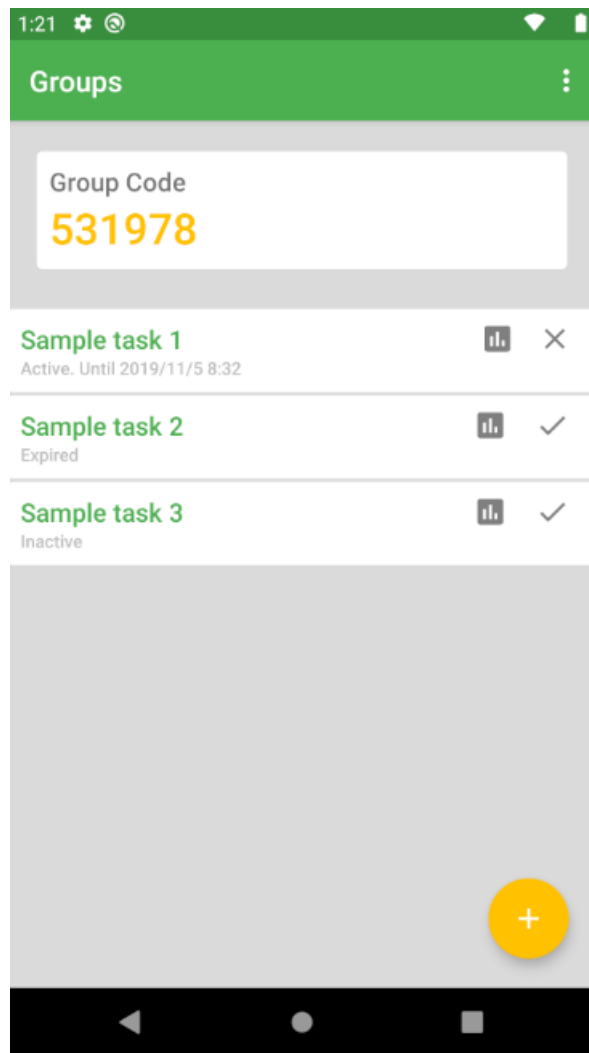 1:21
Groups
Group Code
531978
Sample task 1
Active. Until 2019/11/5 8:32
Sample task 2
Expired
Sample task 3
Inactive